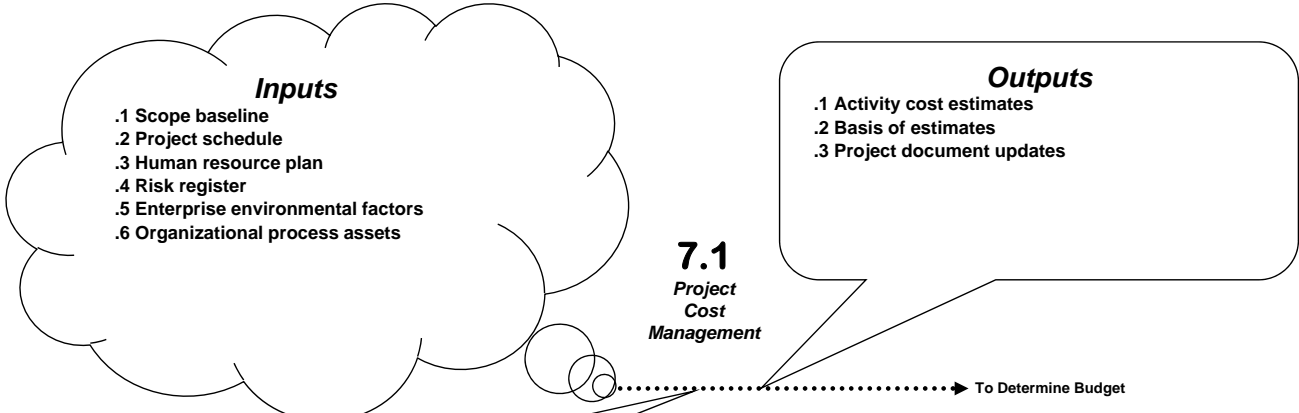 Inputs
.1 Scope baseline
.2 Project schedule
.3 Human resource plan
.4 Risk register
.5 Enterprise environmental factors
.6 Organizational process assets
7.1
Project
Cost
Management
Outputs
.1 Activity cost estimates
.2 Basis of estimates
.3 Project document updates
To Determine Budget